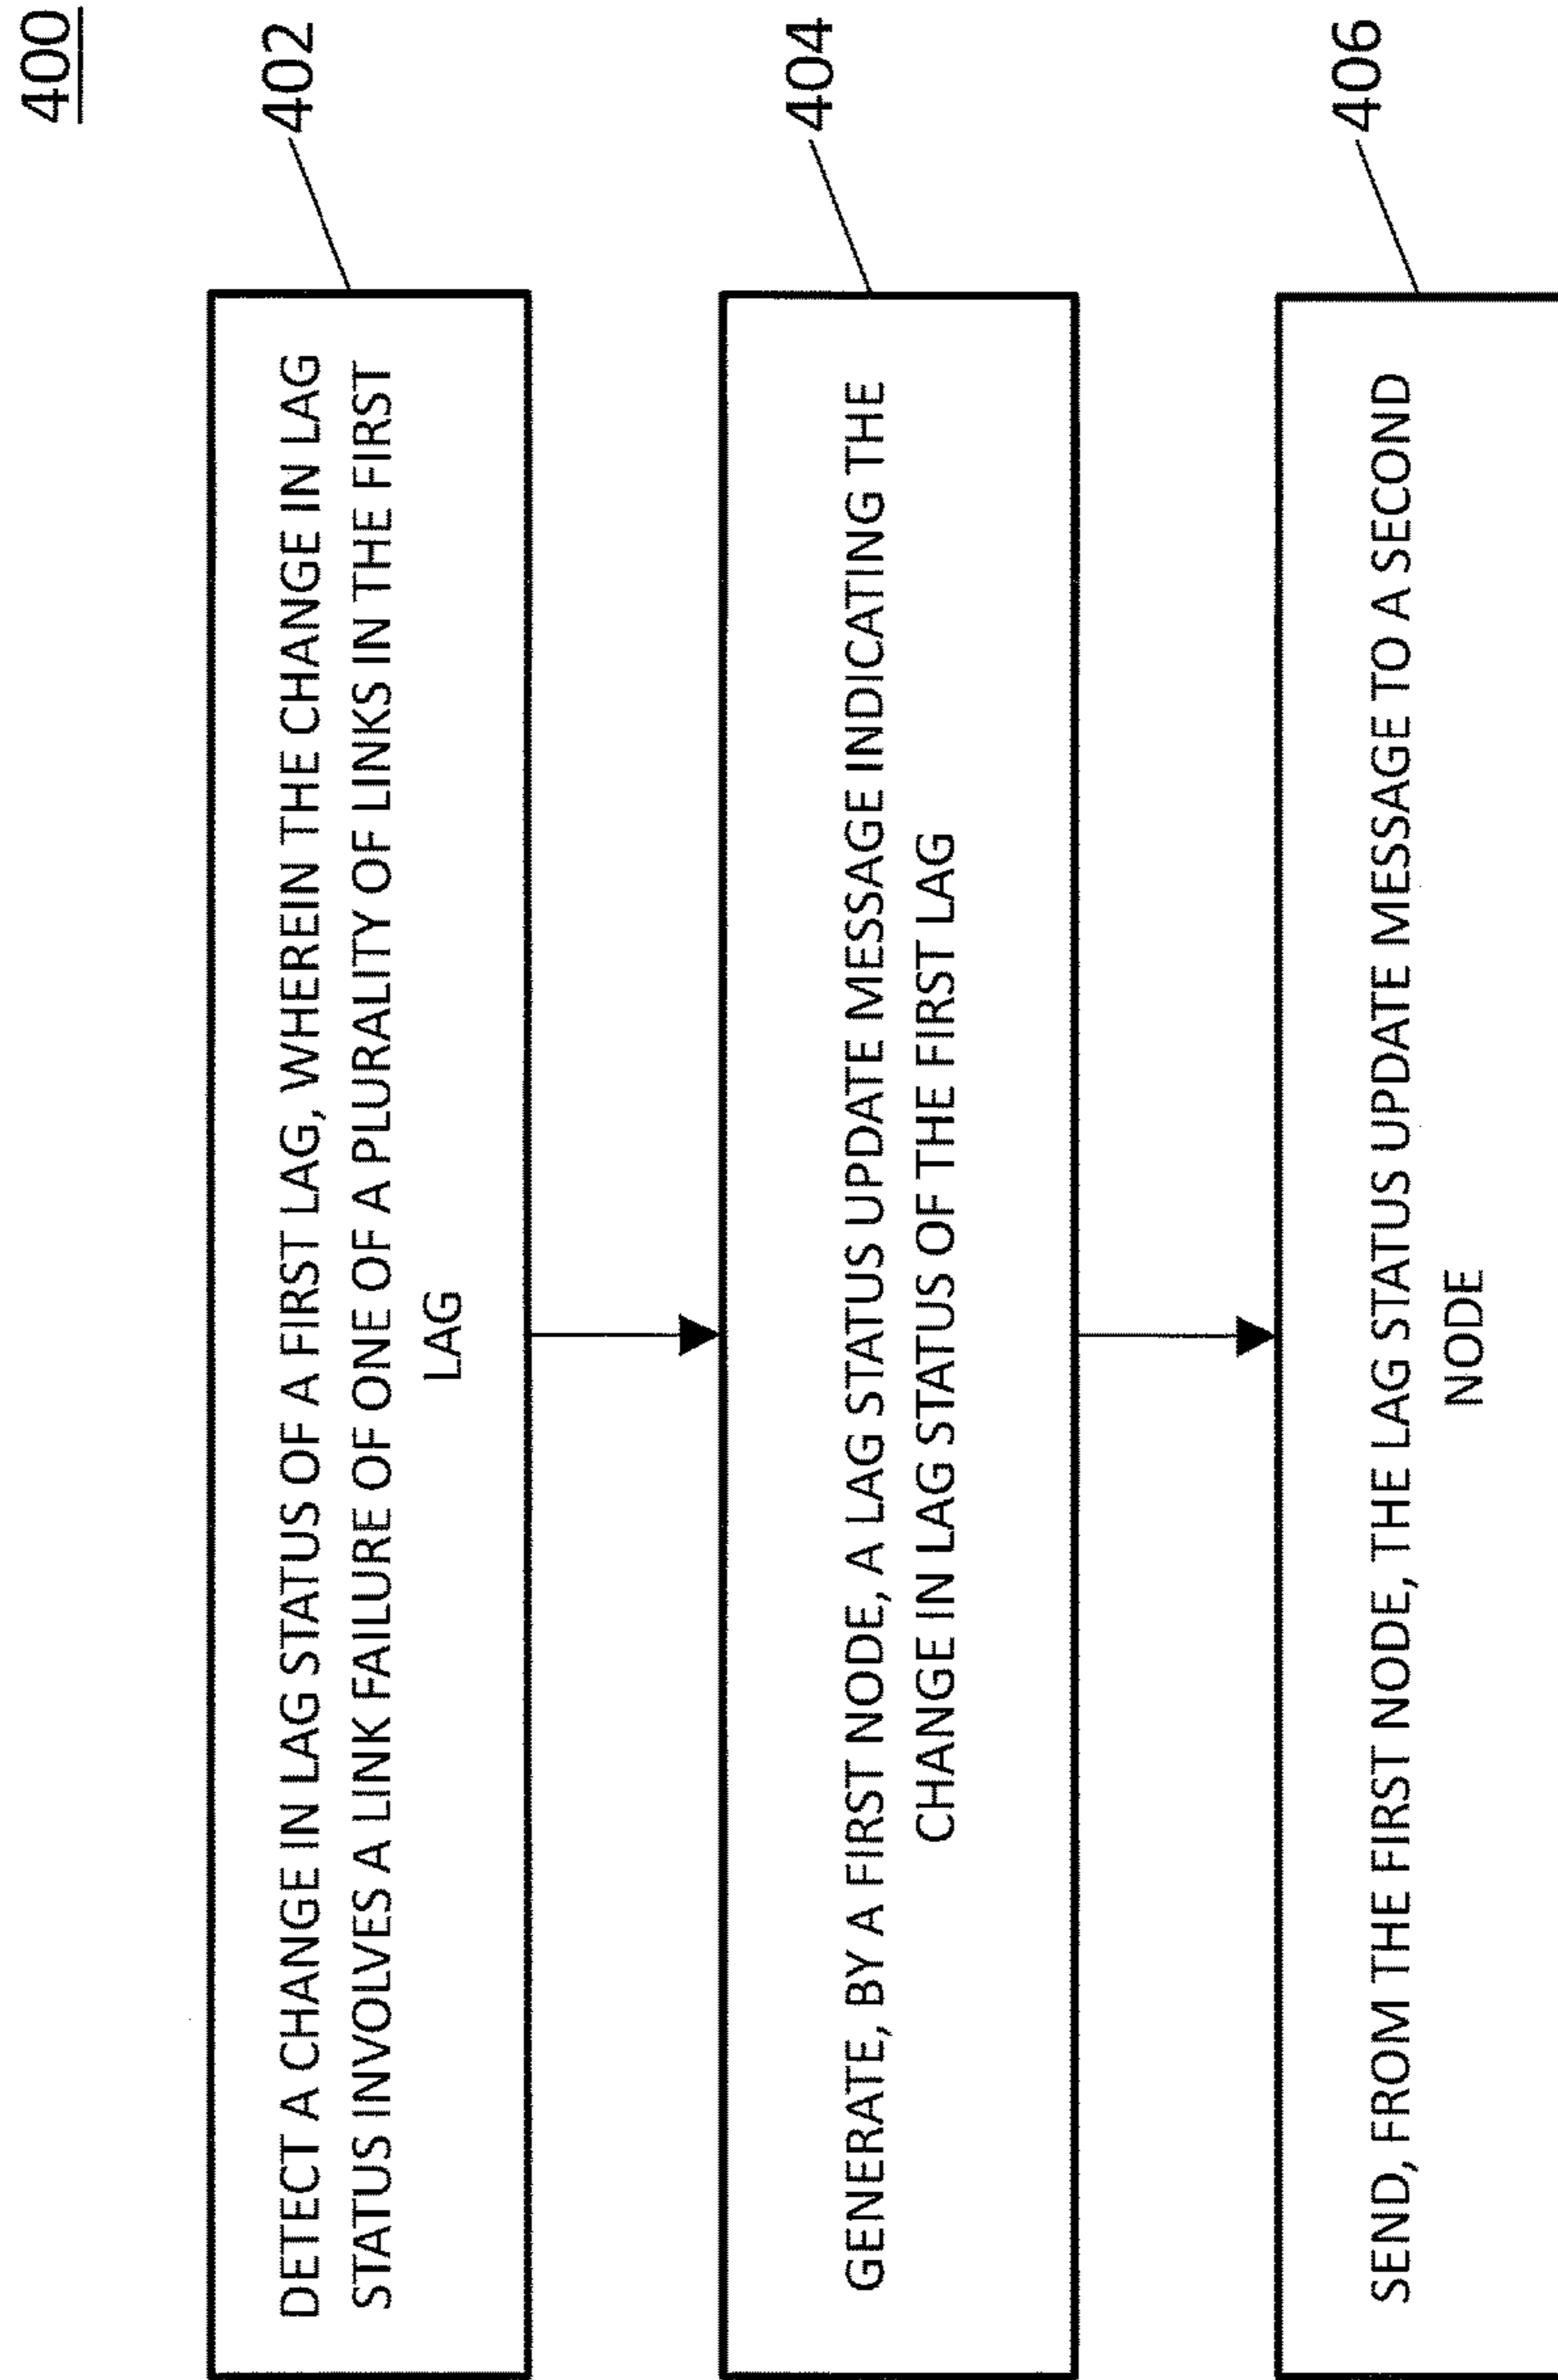 400
402
DETECT A CHANGE IN LAG STATUS OF A FIRST LAG, WHEREIN THE CHANGE IN LAG
STATUS INVOLVES A LINK FAILURE OF ONE OF A PLURALITY OF LINKS IN THE FIRST
LAG
404
GENERATE, BY A FIRST NODE, A LAG STATUS UPDATE MESSAGE INDICATING THE
CHANGE IN LAG STATUS OF THE FIRST LAG
406
SEND, FROM THE FIRST NODE, THE LAG STATUS UPDATE MESSAGE TO A SECOND
NODE